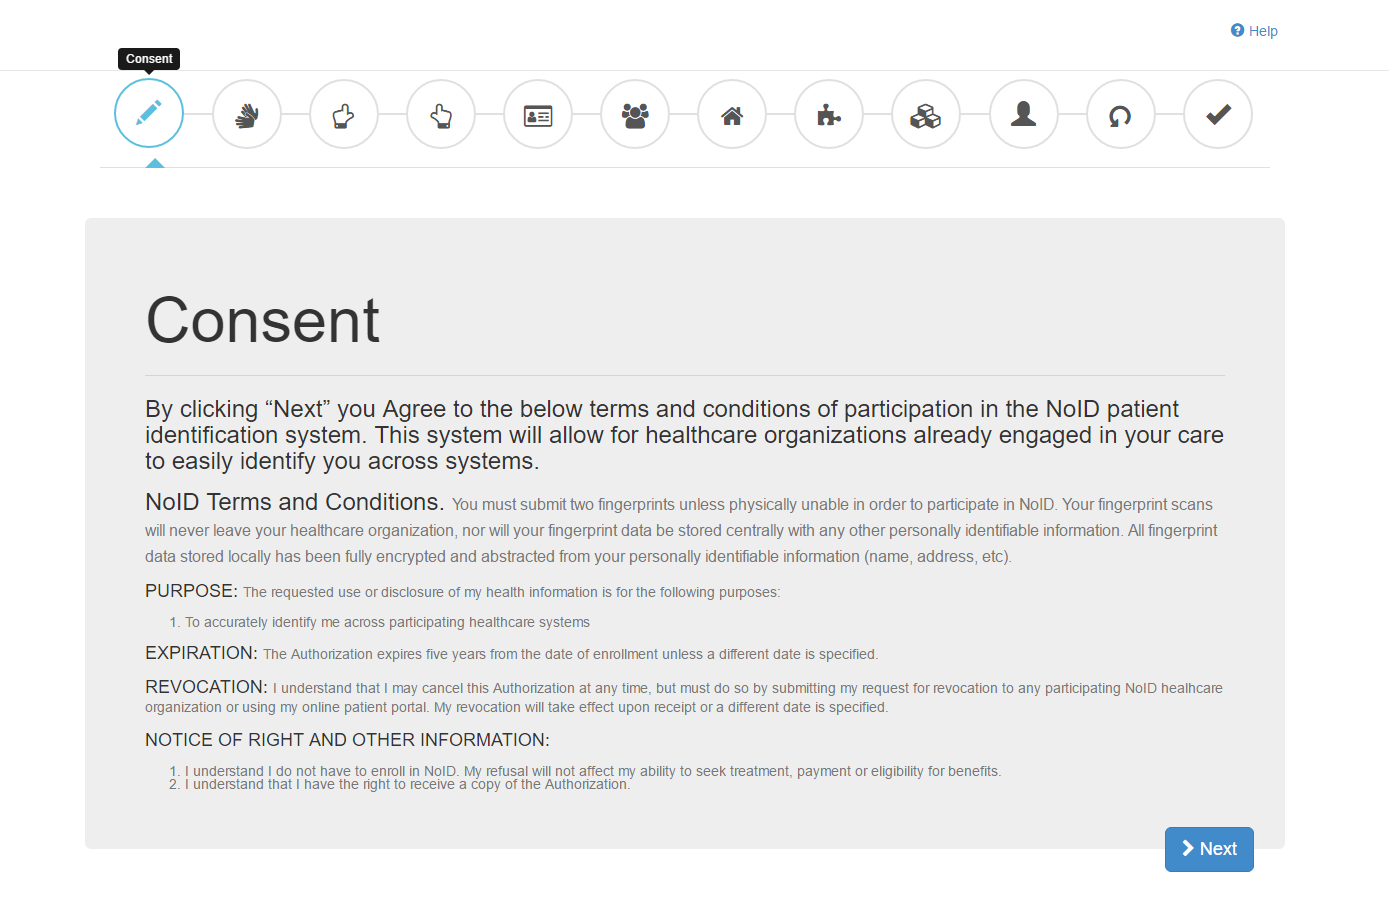 Help
Consent
Consent
By clicking “Next” you Agree to the below terms and conditions of participation in the NoID patient
identification system. This system will allow for healthcare organizations already engaged in your care
to easily identify you across systems.
NoID Terms and Conditions. You must submit two fingerprints unless physically unable in order to participate in NoID. Your fingerprint scans
will never leave your healthcare organization, nor will your fingerprint data be stored centrally with any other personally identifiable information. All fingerprint
data stored locally has been fully encrypted and abstracted from your personally identifiable information (name, address, etc).
PURPOSE: The requested use or disclosure of my health information is for the following purposes:
1. To accurately identify me across participating healthcare systems
EXPIRATION: The Authorization expires five years from the date of enrollment unless a different date is specified.
REVOCATION: I understand that I may cancel this Authorization at any time, but must do so by submitting my request for revocation to any participating NoID healhcare
organization or using my online patient portal. My revocation will take effect upon receipt or a different date is specified.
NOTICE OF RIGHT AND OTHER INFORMATION:
1. I understand I do not have to enroll in NoID. My refusal will not affect my ability to seek treatment, payment or eligibility for benefits.
2. I understand that I have the right to receive a copy of the Authorization.
Next